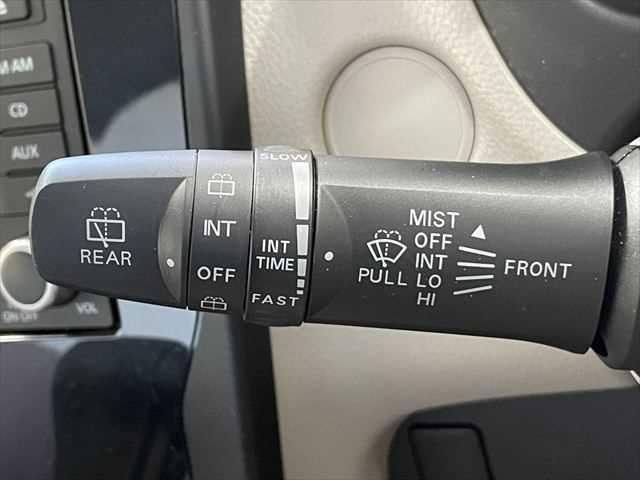 M AM
CD
AUX
ON OFF
VOL
REAR
INT
OFF
SLOW
INT
TIME
FAST
PULL
MIST
OFF
INT
LO
HI
FRONT